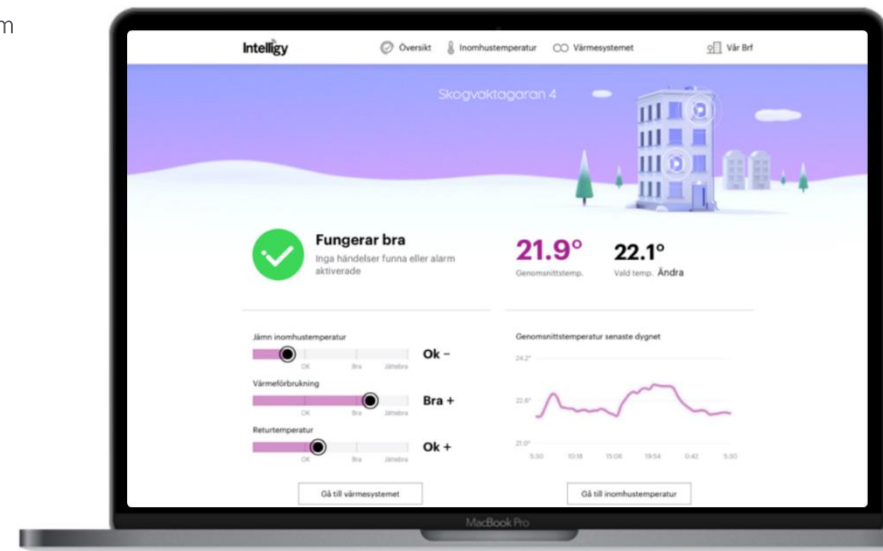 m
Intelligy
Översikt
Inomhustemperatur
Värmesystemet
Vår Brf
Skogvaktagaran 4
Fungerar bra
Inga händelser funna eller alarm
aktiverade
21.9°
Genomsnittstemp.
22.1°
Vald temp. Ändra
Jämn inomhustemperatur
OK Bra Jättebra
Ok –
Värmeförbrukning
OK Bra Jättebra
Bra +
Returtemperatur
OK Bra Jättebra
Ok +
Gå till värmesystemet
Genomsnittstemperatur senaste dygnet
24.2°
22.6°
21.0°
5:30 10:18 15:06 19:54 0:42 5:30
Gå till inomhustemperatur
MacBook Pro